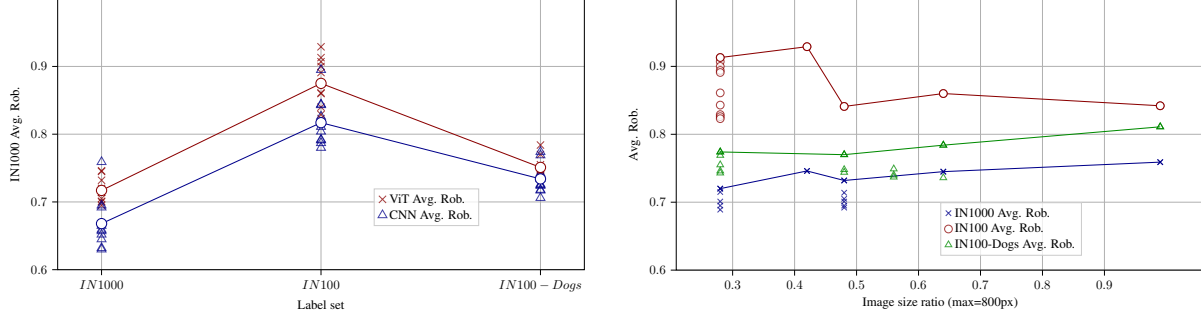 IN1000 Avg. Rob.
0.9
0.8
0.7
0.6
IN1000
IN100
IN100 − Dogs
Label set
ViT Avg. Rob.
CNN Avg. Rob.
Avg. Rob.
0.9
0.8
0.7
0.6
0.3
0.4
0.5
0.6
0.7
0.8
0.9
Image size ratio (max=800px)
IN1000 Avg. Rob.
IN100 Avg. Rob.
IN100-Dogs Avg. Rob.